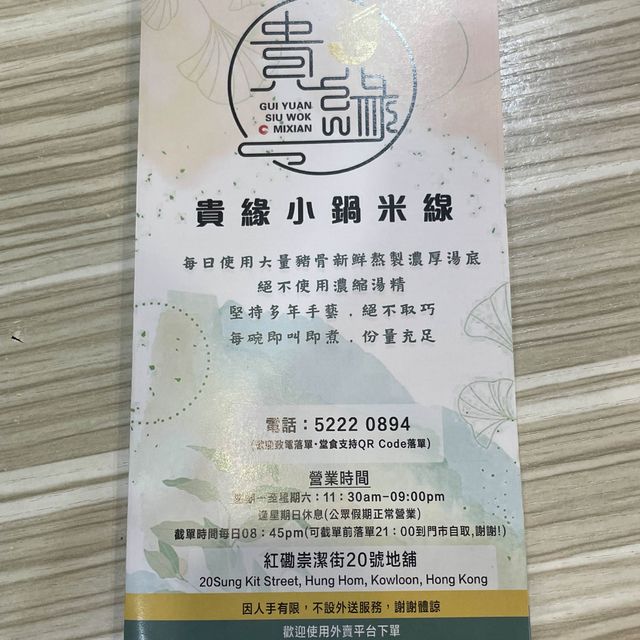 貴緣
GUI YUAN
SIU WOK
MIXIAN
貴緣小鍋米線
每日使用大量豬骨新鮮熬製濃厚湯底
絕不使用濃縮湯精
堅持多年手藝，絕不取巧
每碗即叫即煮，份量充足
電話：5222 0894
(歡迎致電落單·堂食支持QR Code落單)
營業時間
星期一至星期六：11：30am-09:00pm
逢星期日休息(公眾假期正常營業)
截單時間每日08：45pm(可截單前落單21：00到門市自取,謝謝!)
紅磡崇潔街20號地舖
20Sung Kit Street, Hung Hom, Kowloon, Hong Kong
因人手有限，不設外送服務，謝謝體諒
歡迎使用外賣平台下單